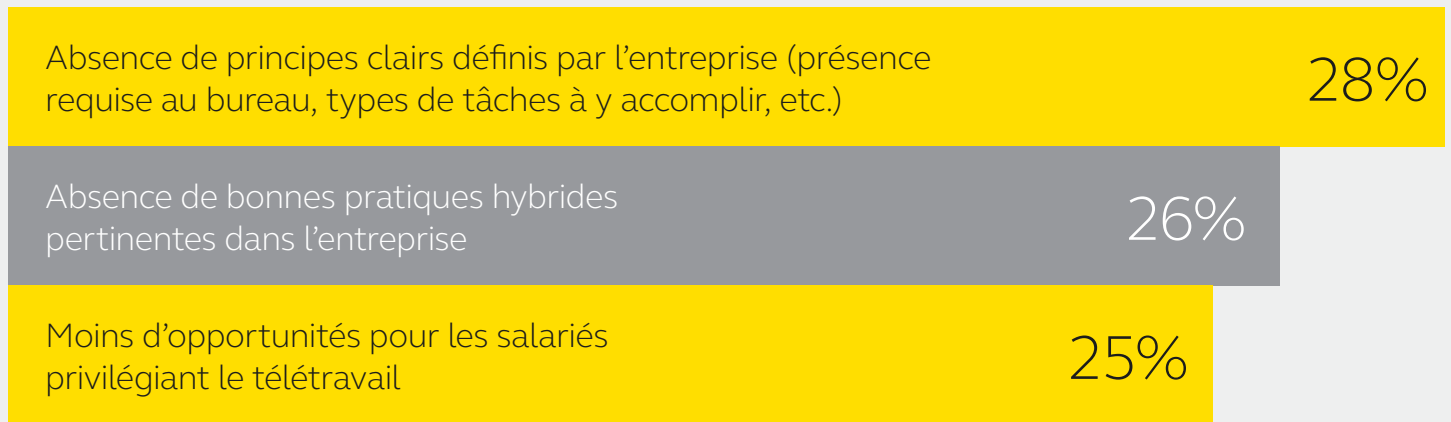 Absence de principes clairs définis par l’entreprise (présence
requise au bureau, types de tâches à y accomplir, etc.)
28%
Absence de bonnes pratiques hybrides
pertinentes dans l’entreprise
26%
Moins d’opportunités pour les salariés
privilégiant le télétravail
25%